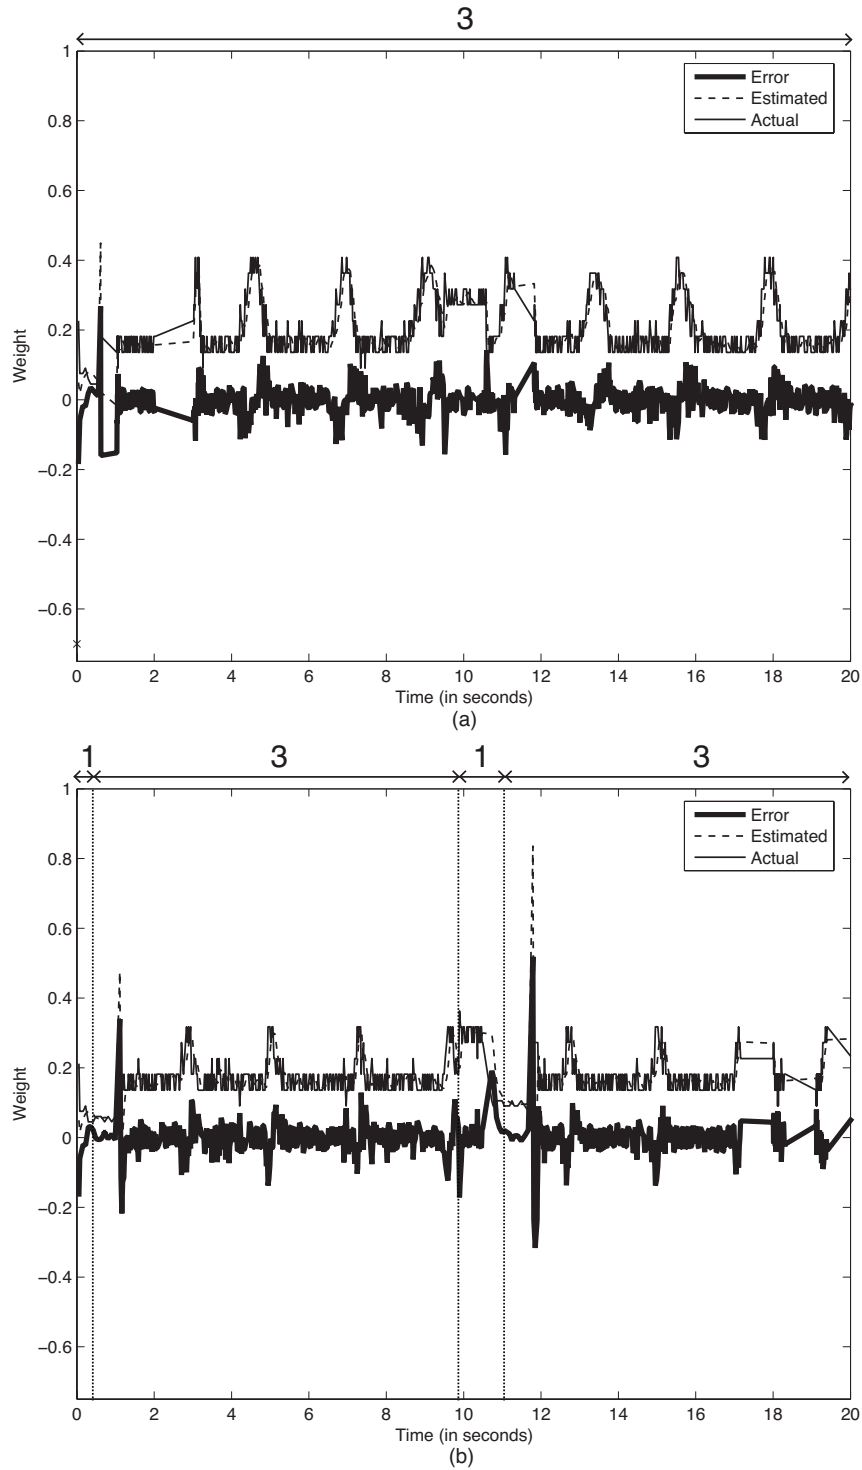 3
1
0.8
0.6
0.4
0.2
0
−0.2
−0.4
−0.6
Weight
Error
Estimated
Actual
0 2 4 6 8 10 12 14 16 18 20
Time (in seconds)
(a)
1 3 1 3
1
0.8
0.6
0.4
0.2
0
−0.2
−0.4
−0.6
Weight
Error
Estimated
Actual
0 2 4 6 8 10 12 14 16 18 20
Time (in seconds)
(b)